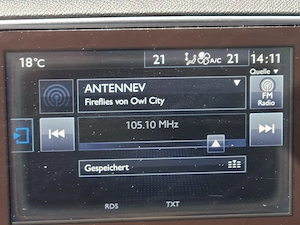 18°C 21 A/C 21 14:11
Quelle
ANTENNEV
Fireflies von Owl City
FM
Radio
105.10 MHz
Gespeichert
RDS TXT